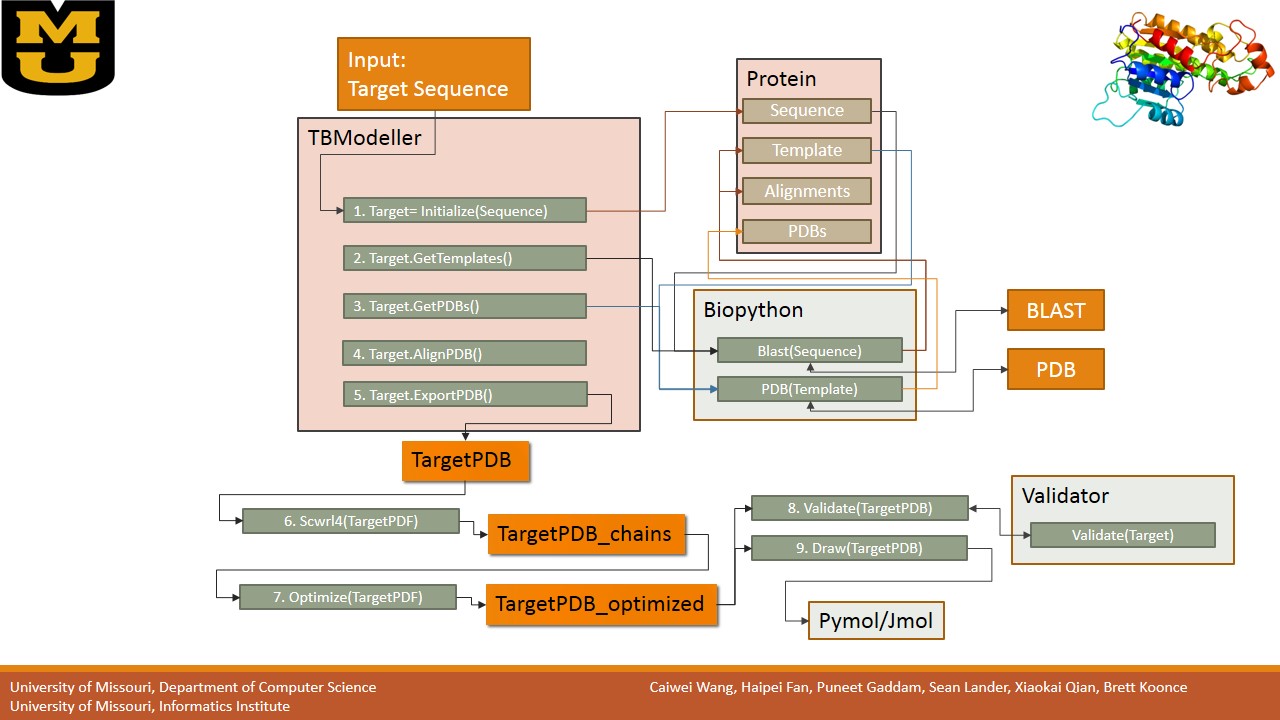 MU
Input:
Target Sequence
TBModeller
1. Target= Initialize(Sequence)
2. Target.GetTemplates()
3. Target.GetPDBs()
4. Target.AlignPDB()
5. Target.ExportPDB()
Protein
Sequence
Template
Alignments
PDBs
Biopython
Blast(Sequence)
PDB(Template)
BLAST
PDB
TargetPDB
6. Scwrl4(TargetPDF)
TargetPDB_chains
7. Optimize(TargetPDF)
TargetPDB_optimized
8. Validate(TargetPDB)
9. Draw(TargetPDB)
Validator
Validate(Target)
Pymol/Jmol
University of Missouri, Department of Computer Science
University of Missouri, Informatics Institute
Caiwei Wang, Haipei Fan, Puneet Gaddam, Sean Lander, Xiaokai Qian, Brett Koonce